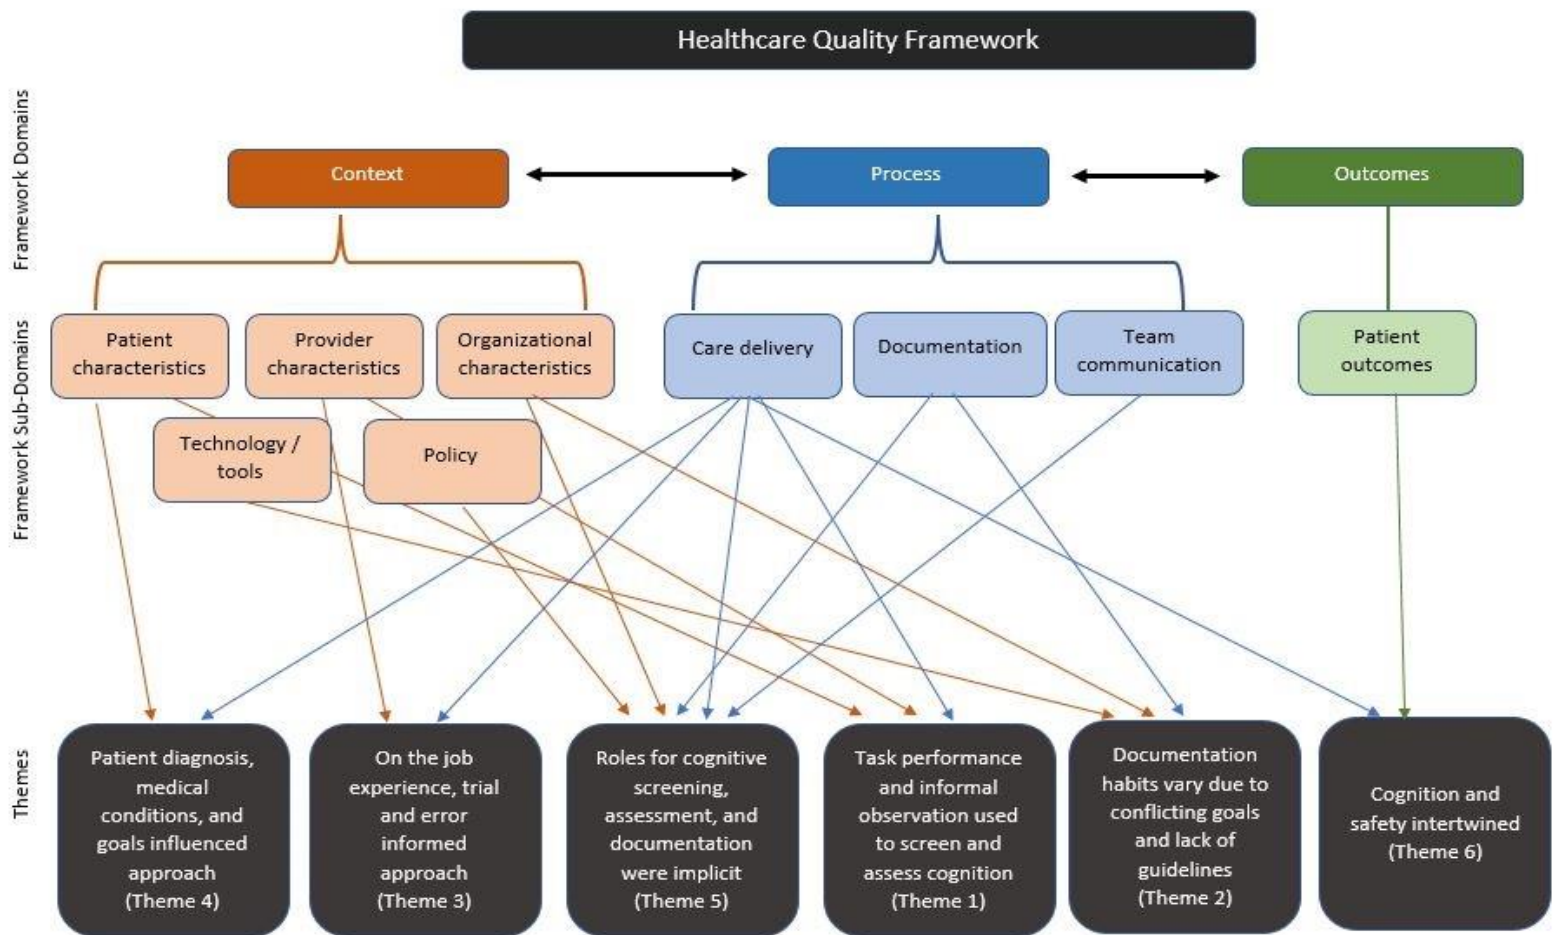 Healthcare Quality Framework
Framework Domains
Context
Process
Outcomes
Framework Sub-Domains
Patient
characteristics
Provider
characteristics
Organizational
characteristics
Care delivery
Documentation
Team
communication
Patient
outcomes
Technology /
tools
Policy
Themes
Patient diagnosis,
medical
conditions, and
goals influenced
approach
(Theme 4)
On the job
experience, trial
and error
informed
approach
(Theme 3)
Roles for cognitive
screening,
assessment, and
documentation
were implicit
(Theme 5)
Task performance
and informal
observation used
to screen and
assess cognition
(Theme 1)
Documentation
habits vary due to
conflicting goals
and lack of
guidelines
(Theme 2)
Cognition and
safety intertwined
(Theme 6)